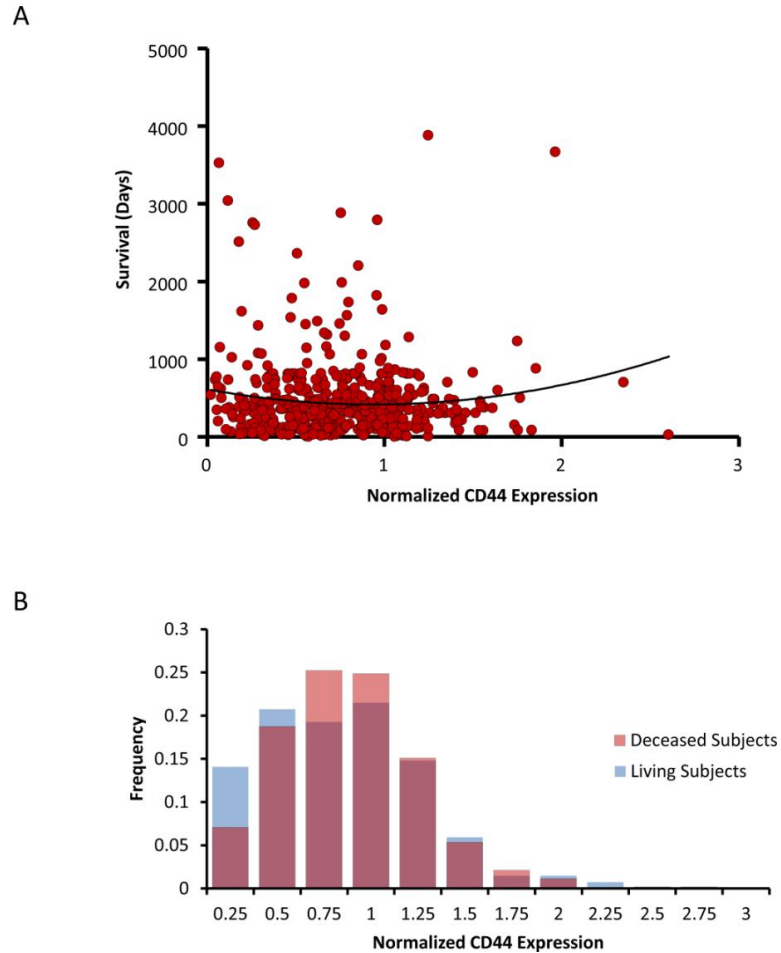 A
5000
4000
3000
2000
1000
0
Survival (Days)
0 1 2 3
Normalized CD44 Expression
B
0.3
0.25
0.2
0.15
0.1
0.05
0
Frequency
Deceased Subjects
Living Subjects
0.25 0.5 0.75 1 1.25 1.5 1.75 2 2.25 2.5 2.75 3
Normalized CD44 Expression